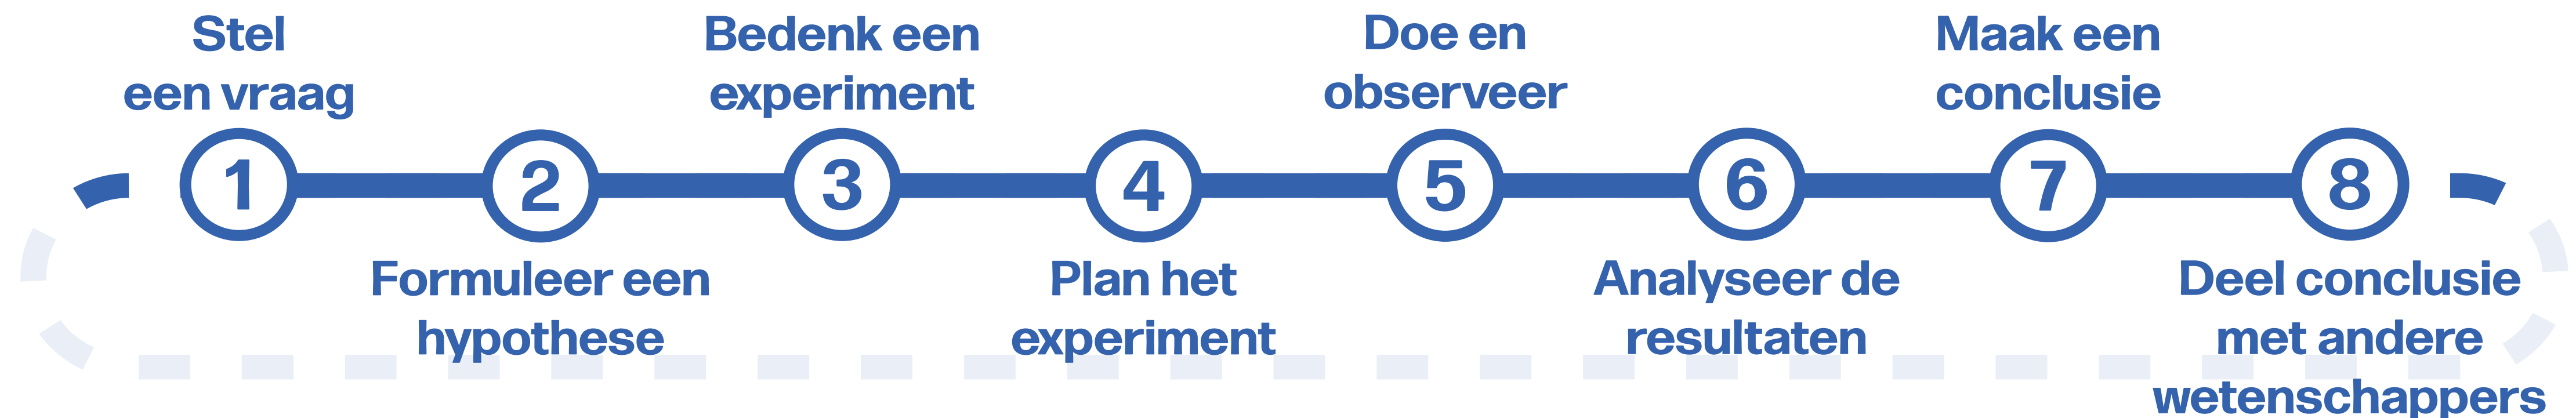 Stel
een vraag
1
Formuleer een
hypothese
2
Bedenk een
experiment
3
Plan het
experiment
4
Doe en
observeer
5
Analyseer de
resultaten
6
Maak een
conclusie
7
Deel conclusie
met andere
wetenschappers
8